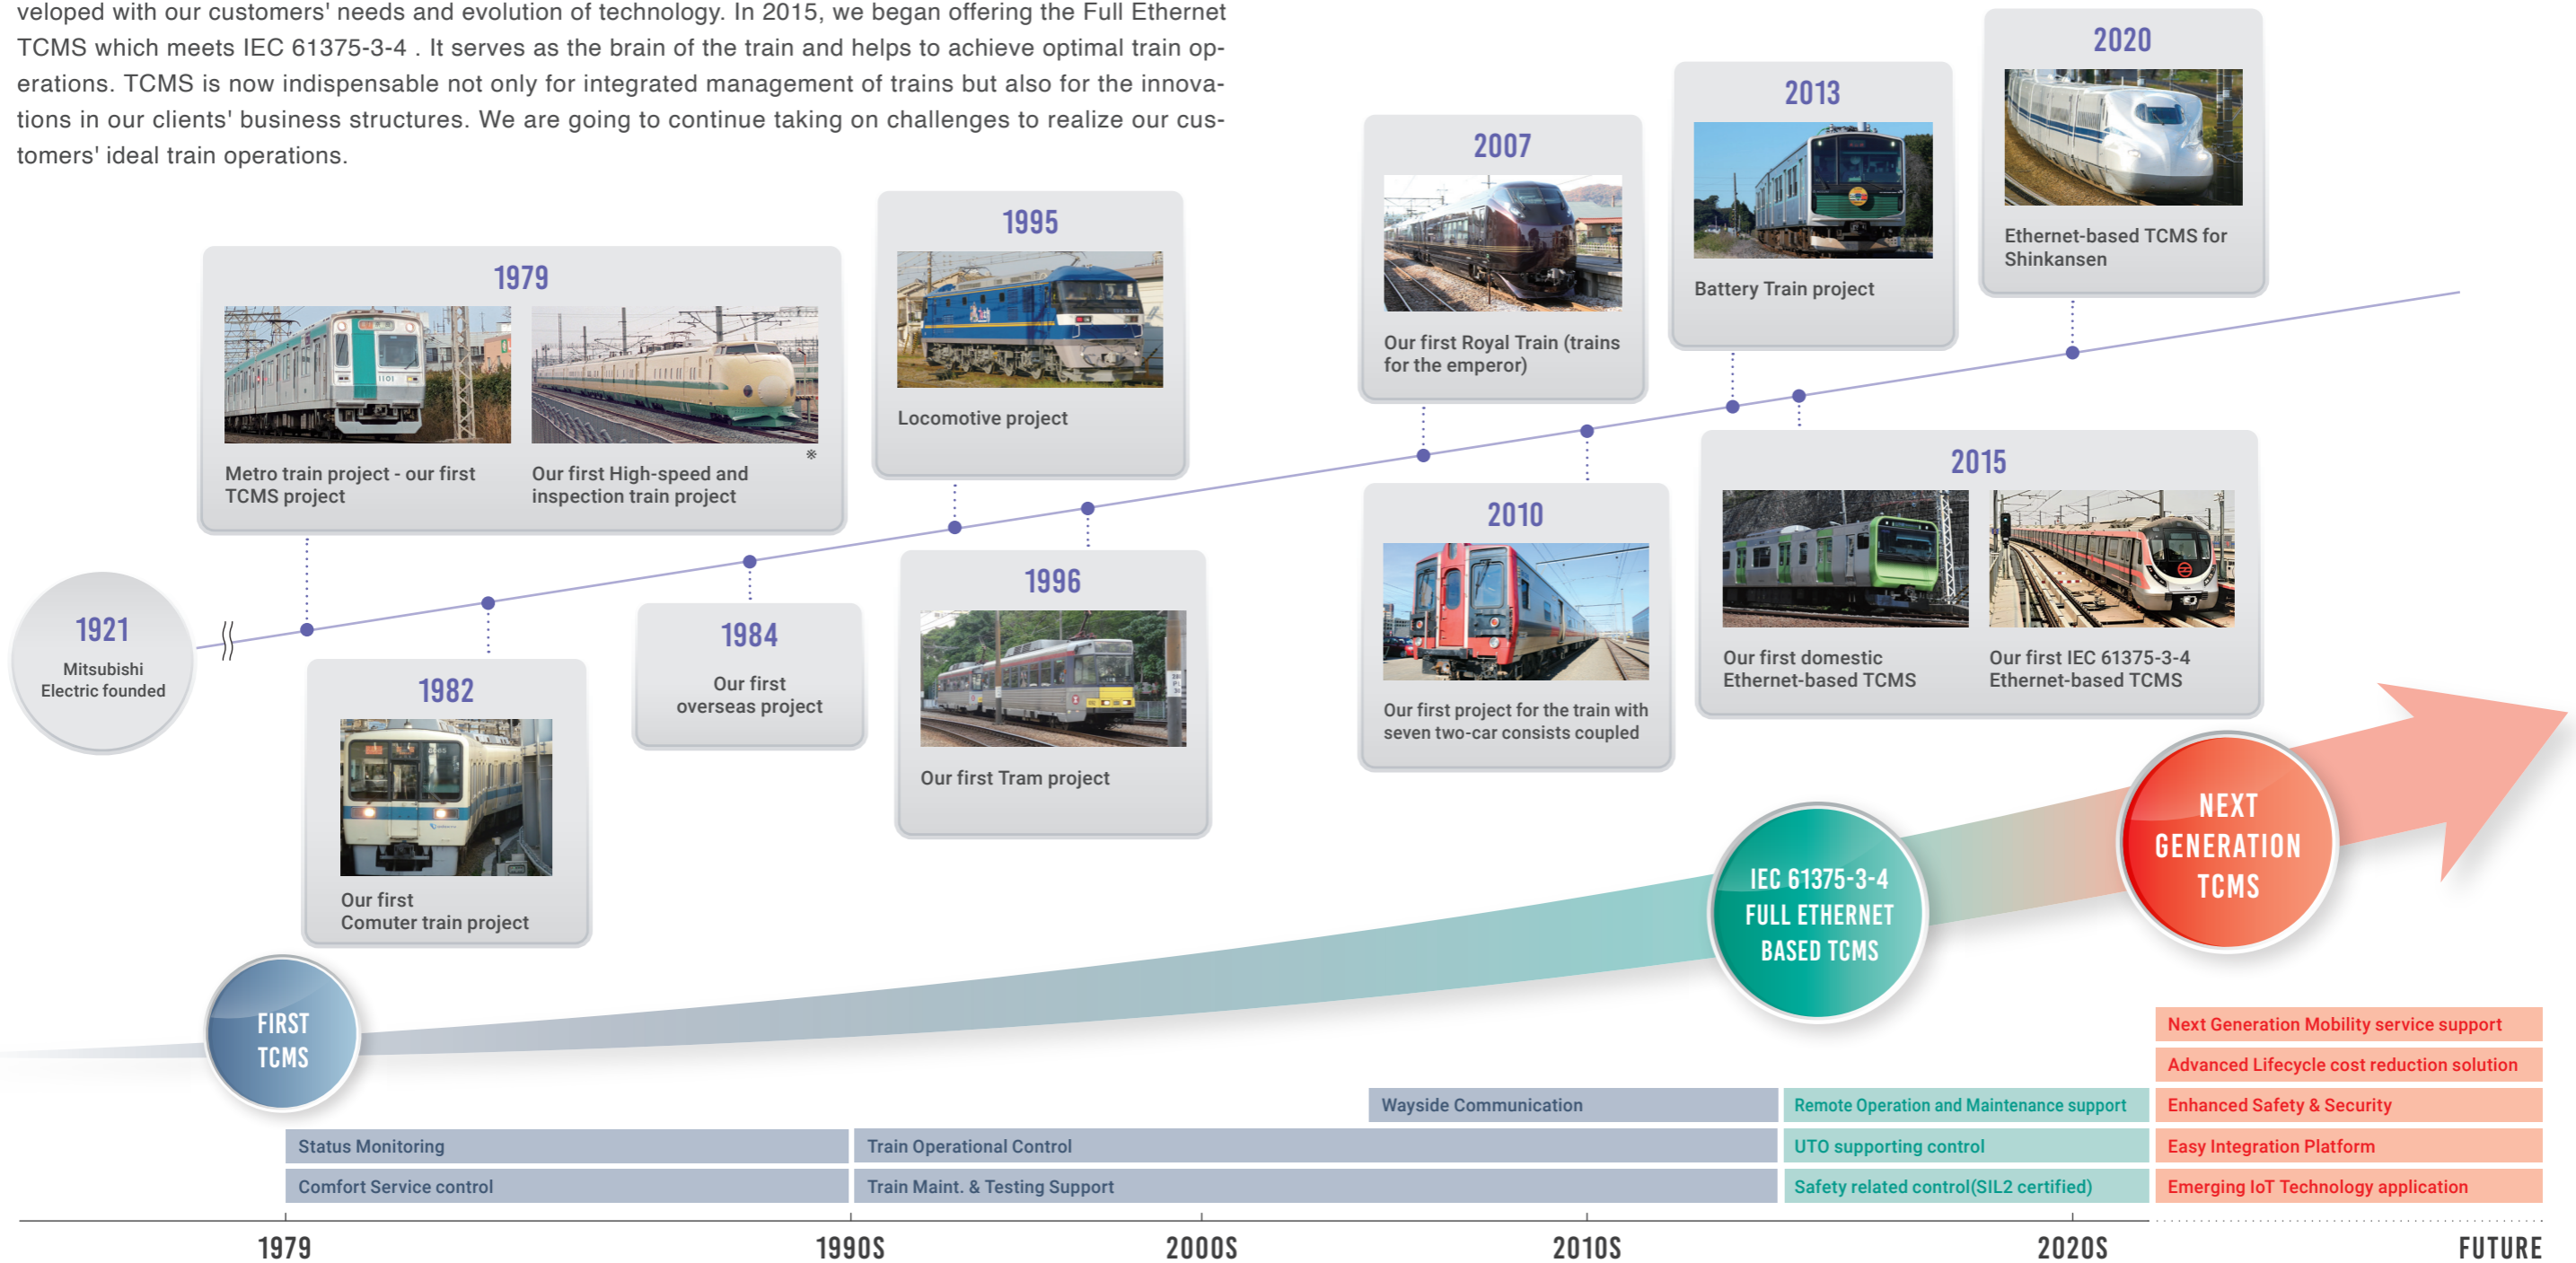 veloped with our customers' needs and evolution of technology. In 2015, we began offering the Full Ethernet
TCMS which meets IEC 61375-3-4 . It serves as the brain of the train and helps to achieve optimal train op-
erations. TCMS is now indispensable not only for integrated management of trains but also for the innova-
tions in our clients' business structures. We are going to continue taking on challenges to realize our cus-
tomers' ideal train operations.
1921
Mitsubishi
Electric founded
1979
1101
Metro train project - our first
TCMS project
※
Our first High-speed and
inspection train project
1982
Our first
Comuter train project
1984
Our first
overseas project
1995
Locomotive project
1996
Our first Tram project
2007
Our first Royal Train (trains
for the emperor)
2010
Our first project for the train with
seven two-car consists coupled
2013
Battery Train project
2015
Our first domestic
Ethernet-based TCMS
Our first IEC 61375-3-4
Ethernet-based TCMS
2020
Ethernet-based TCMS for
Shinkansen
FIRST
TCMS
IEC 61375-3-4
FULL ETHERNET
BASED TCMS
NEXT
GENERATION
TCMS
Next Generation Mobility service support
Advanced Lifecycle cost reduction solution
Wayside Communication
Remote Operation and Maintenance support
Enhanced Safety & Security
Status Monitoring
Train Operational Control
UTO supporting control
Easy Integration Platform
Comfort Service control
Train Maint. & Testing Support
Safety related control(SIL2 certified)
Emerging IoT Technology application
1979
1990S
2000S
2010S
2020S
FUTURE